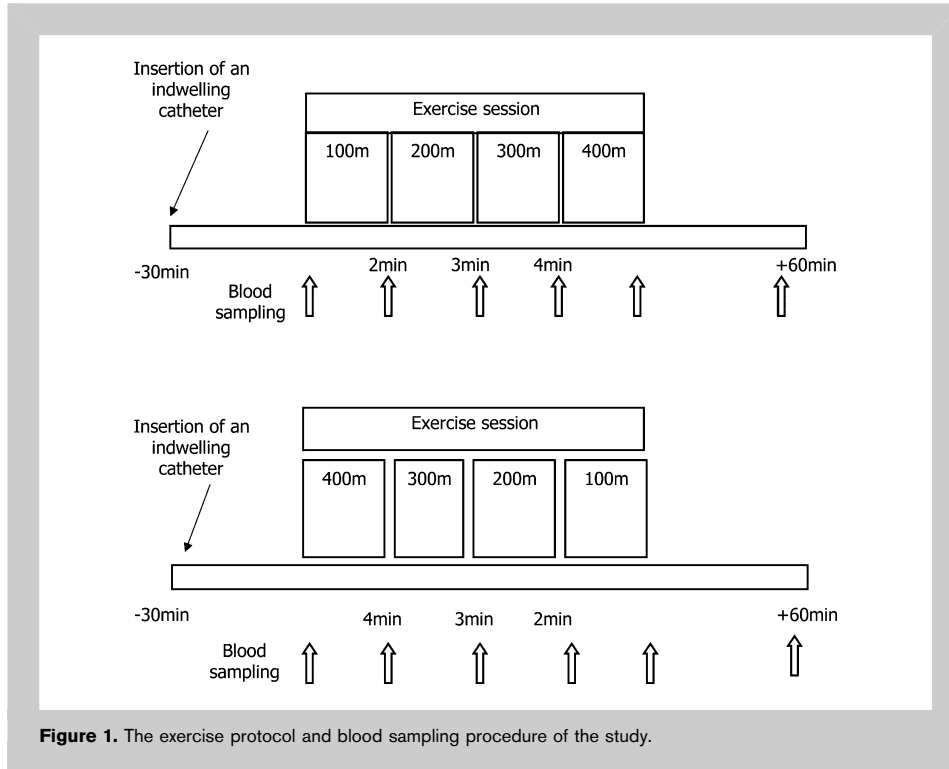 Insertion of an
indwelling
catheter
Exercise session
100m 200m 300m 400m
-30min 2min 3min 4min +60min
Blood
sampling
Exercise session
Insertion of an
indwelling
catheter
400m 300m 200m 100m
-30min 4min 3min 2min +60min
Blood
sampling
Figure 1. The exercise protocol and blood sampling procedure of the study.